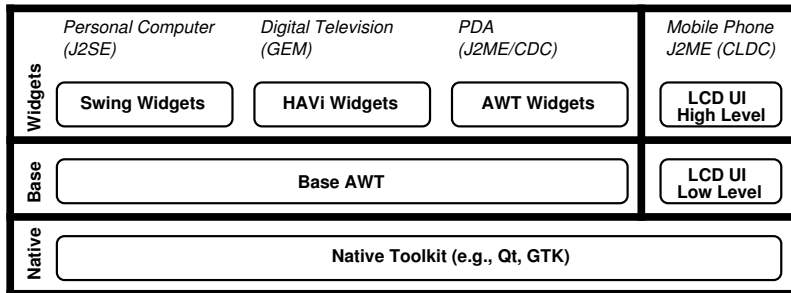 Personal Computer
(J2SE)
Digital Television
(GEM)
PDA
(J2ME/CDC)
Mobile Phone
J2ME (CLDC)
Widgets
Swing Widgets
HAVi Widgets
AWT Widgets
LCD UI
High Level
Base
Base AWT
LCD UI
Low Level
Native
Native Toolkit (e.g., Qt, GTK)